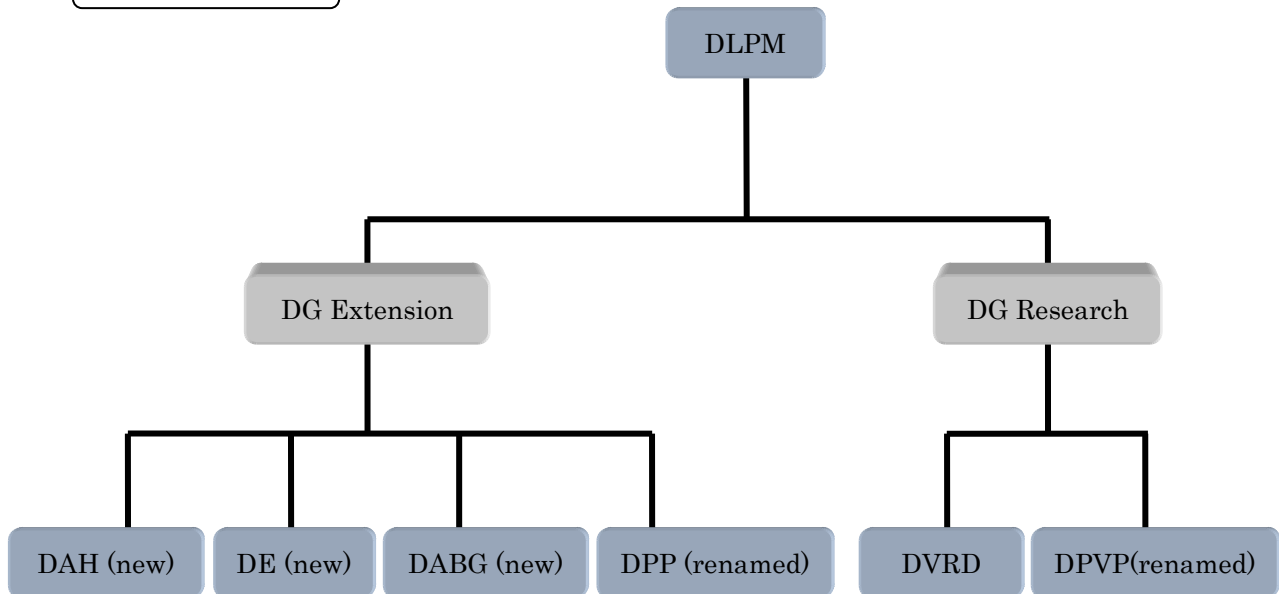 DLPM
DG Extension
DG Research
DAH (new)
DE (new)
DABG (new)
DPP (renamed)
DVRD
DPVP(renamed)